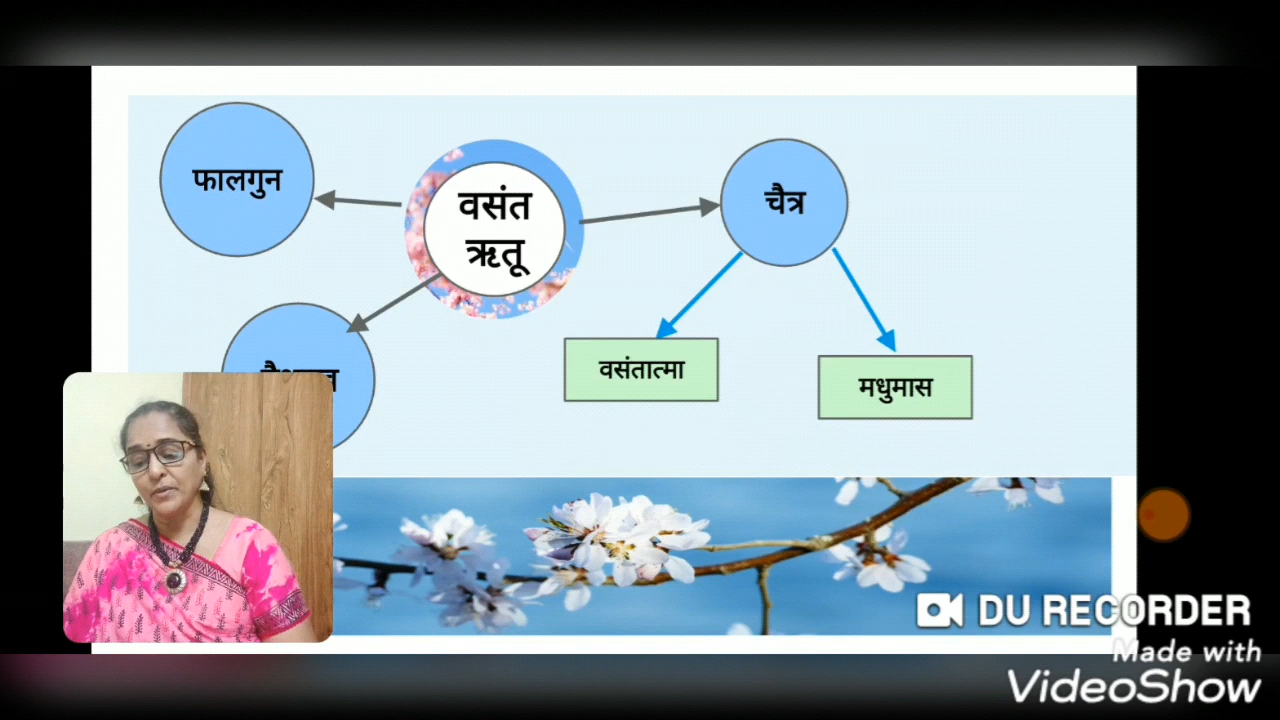 फालगुन
वसंत
ऋतू
चैत्र
वसंतात्मा
मधुमास
DU RECORDER
Made with
VideoShow